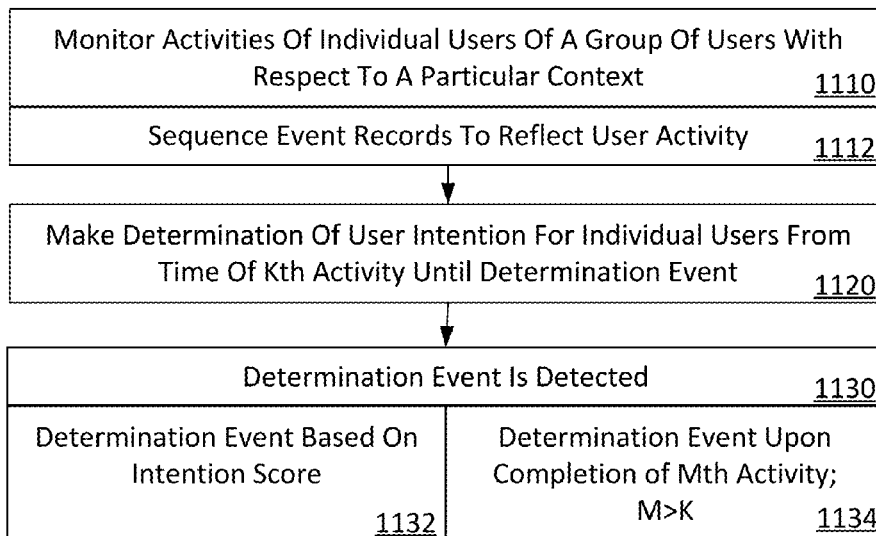 Monitor Activities Of Individual Users Of A Group Of Users With
Respect To A Particular Context
1110
Sequence Event Records To Reflect User Activity
1112
Make Determination Of User Intention For Individual Users From
Time Of Kth Activity Until Determination Event
1120
Determination Event Is Detected
1130
Determination Event Based On
Intention Score
1132
Determination Event Upon
Completion of Mth Activity;
M>K
1134